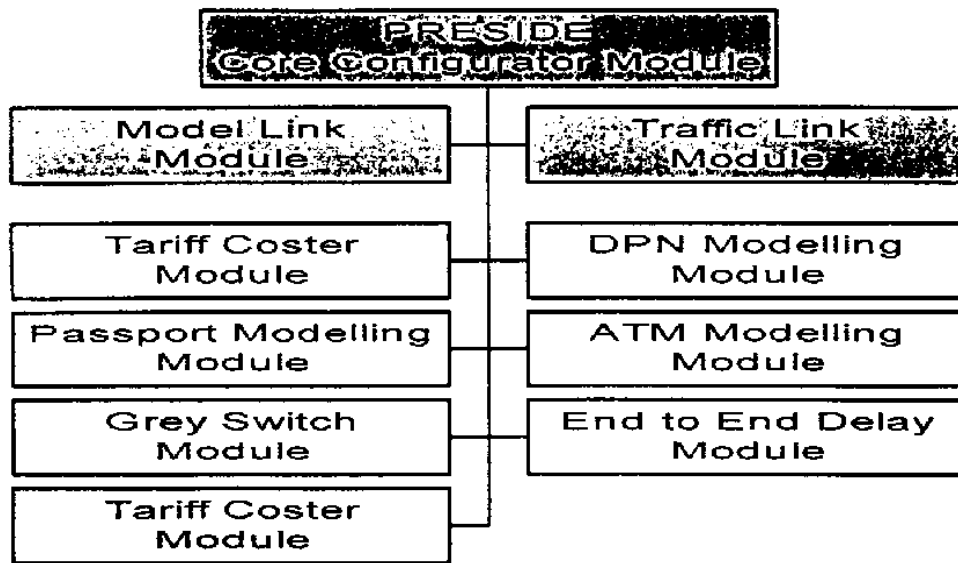 PRESIDE
Core Configurator Module
Model Link
Module
Traffic Link
Module
Tariff Coster
Module
DPN Modelling
Module
Passport Modelling
Module
ATM Modelling
Module
Grey Switch
Module
End to End Delay
Module
Tariff Coster
Module